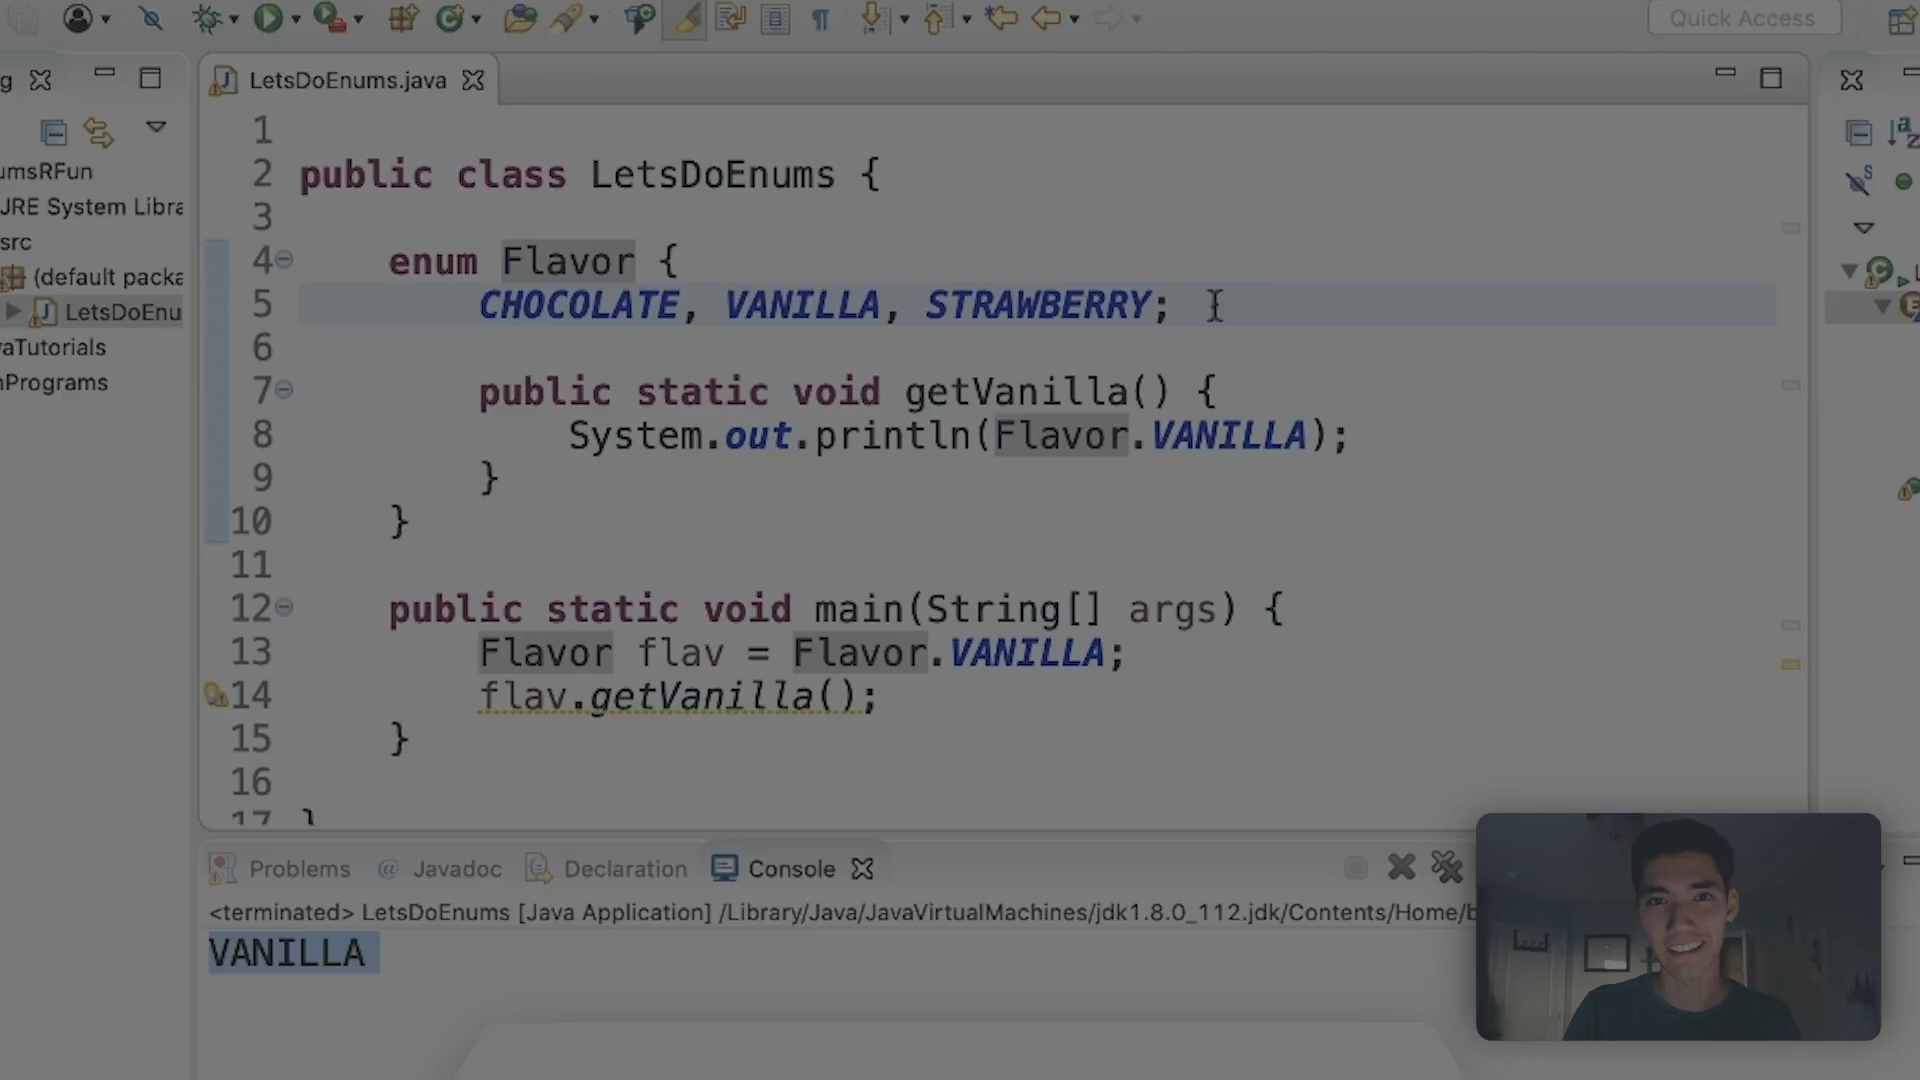 Quick Access
g
LetsDoEnums.java
umsRFun
JRE System Libra
src
(default packa
LetsDoEnu
vaTutorials
nPrograms
1
2 public class LetsDoEnums {
3
4 enum Flavor {
5 CHOCOLATE, VANILLA, STRAWBERRY;
6
7 public static void getVanilla() {
8 System.out.println(Flavor.VANILLA);
9 }
10 }
11
12 public static void main(String[] args) {
13 Flavor flav = Flavor.VANILLA;
14 flav.getVanilla();
15 }
16
17 }
Problems @ Javadoc Declaration Console
<terminated> LetsDoEnums [Java Application] /Library/Java/JavaVirtualMachines/jdk1.8.0_112.jdk/Contents/Home/b
VANILLA